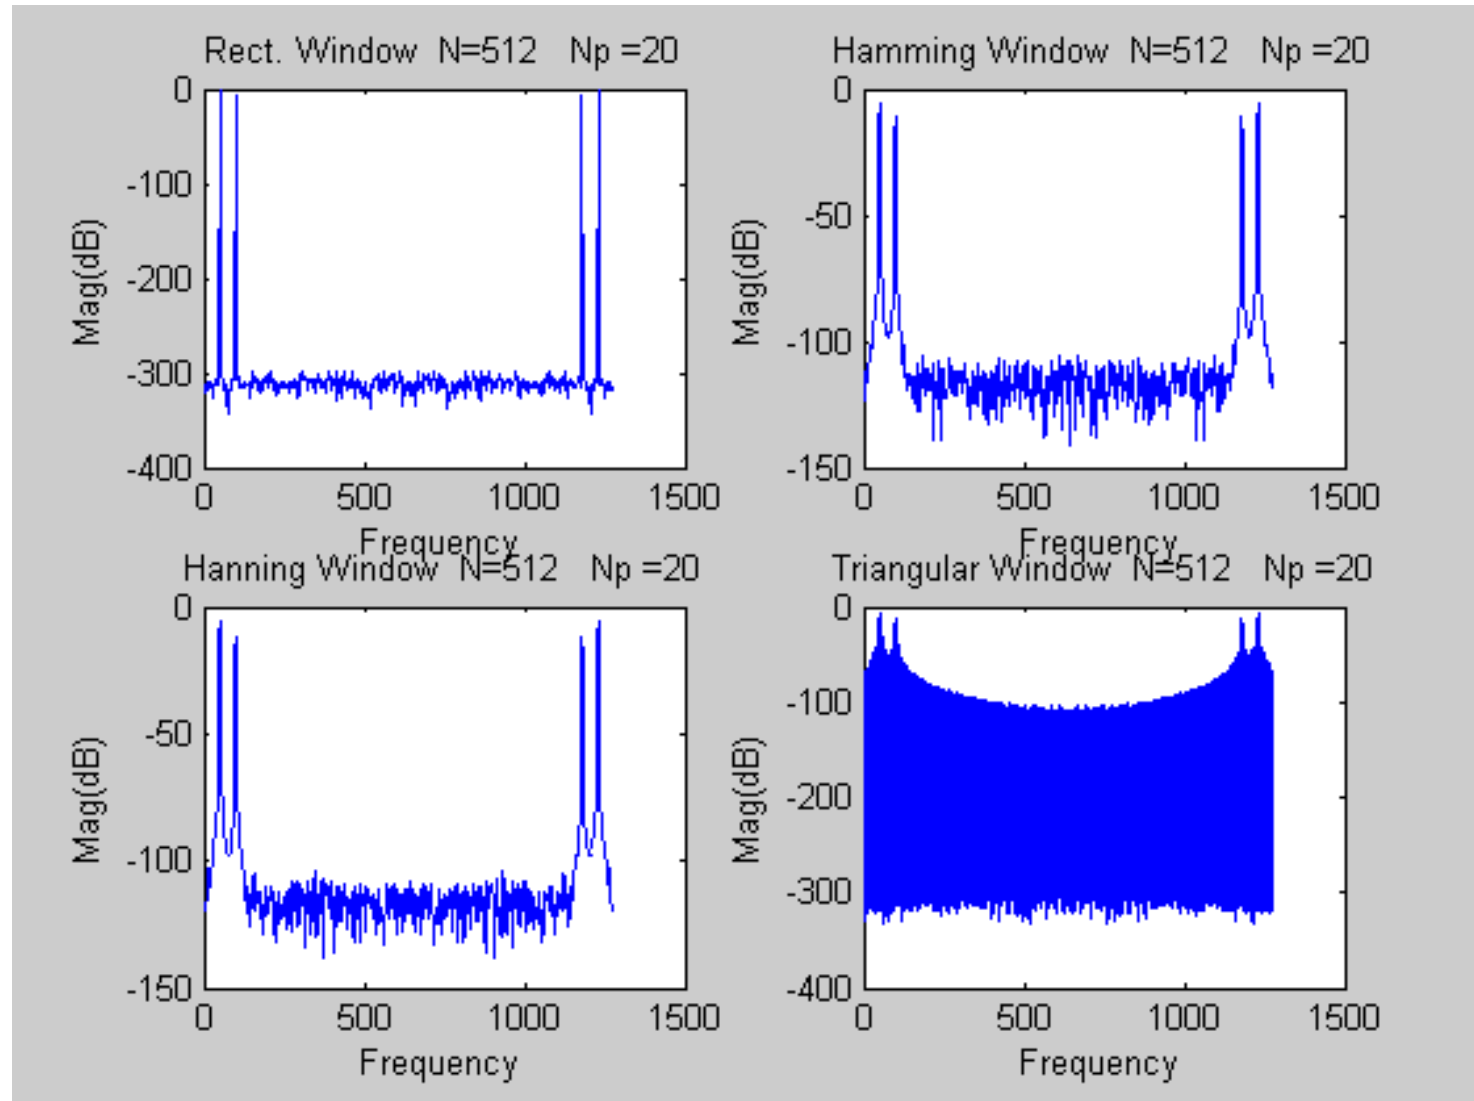 Rect. Window N=512 Np =20
0
-100
-200
-300
-400
Mag(dB)
0 500 1000 1500
Frequency
Hamming Window N=512 Np =20
0
-50
-100
-150
Mag(dB)
0 500 1000 1500
Frequency
Hanning Window N=512 Np =20
0
-50
-100
-150
Mag(dB)
0 500 1000 1500
Frequency
Triangular Window N=512 Np =20
0
-100
-200
-300
-400
Mag(dB)
0 500 1000 1500
Frequency